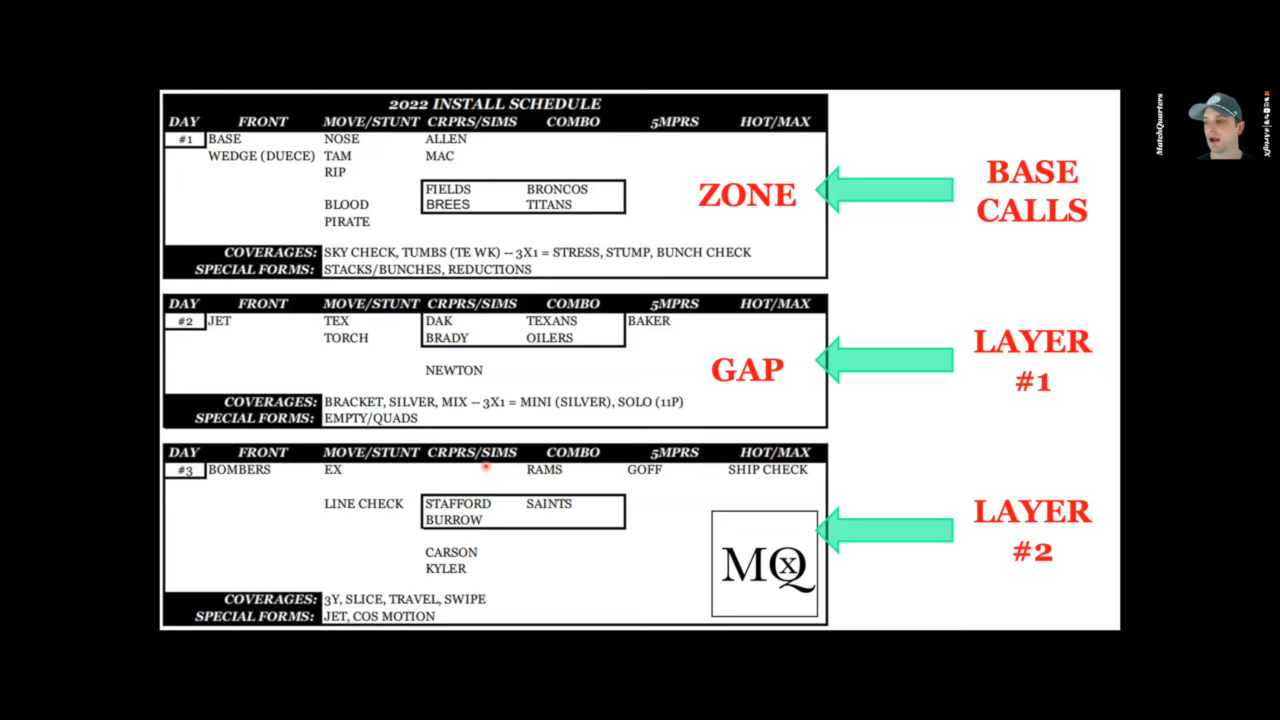 2022 INSTALL SCHEDULE
DAY FRONT MOVE/STUNT CRPRS/SIMS COMBO 5MPRS HOT/MAX
#1 BASE NOSE ALLEN
WEDGE (DUECE) TAM MAC
RIP
FIELDS BRONCOS
BLOOD BREES TITANS
PIRATE
ZONE
BASE
CALLS
COVERAGES: SKY CHECK, TUMBS (TE WK) -- 3X1 = STRESS, STUMP, BUNCH CHECK
SPECIAL FORMS: STACKS/BUNCHES, REDUCTIONS
DAY FRONT MOVE/STUNT CRPRS/SIMS COMBO 5MPRS HOT/MAX
#2 JET TEX DAK TEXANS BAKER
TORCH BRADY OILERS
NEWTON
GAP
LAYER
#1
COVERAGES: BRACKET, SILVER, MIX -- 3X1 = MINI (SILVER), SOLO (11P)
SPECIAL FORMS: EMPTY/QUADS
DAY FRONT MOVE/STUNT CRPRS/SIMS COMBO 5MPRS HOT/MAX
#3 BOMBERS EX RAMS GOFF SHIP CHECK
LINE CHECK STAFFORD SAINTS
BURROW
CARSON
KYLER
MQx
LAYER
#2
COVERAGES: 3Y, SLICE, TRAVEL, SWIPE
SPECIAL FORMS: JET, COS MOTION
MatchQuarters